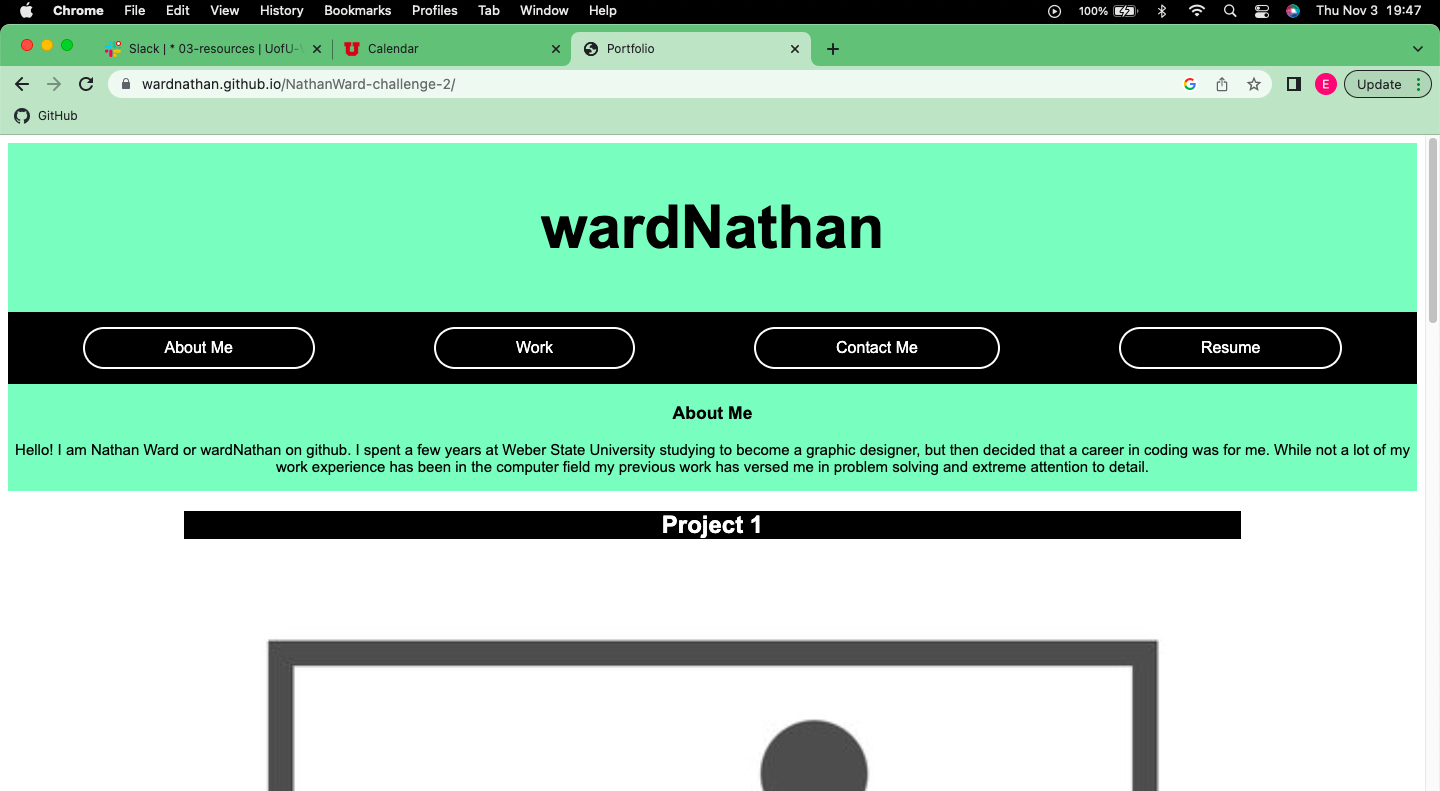 Chrome File Edit View History Bookmarks Profiles Tab Window Help 100% Thu Nov 3 19:47
Slack | * 03-resources | UofU- Calendar Portfolio
wardnathan.github.io/NathanWard-challenge-2/ E Update
GitHub
wardNathan
About Me Work Contact Me Resume
About Me
Hello! I am Nathan Ward or wardNathan on github. I spent a few years at Weber State University studying to become a graphic designer, but then decided that a career in coding was for me. While not a lot of my
work experience has been in the computer field my previous work has versed me in problem solving and extreme attention to detail.
Project 1